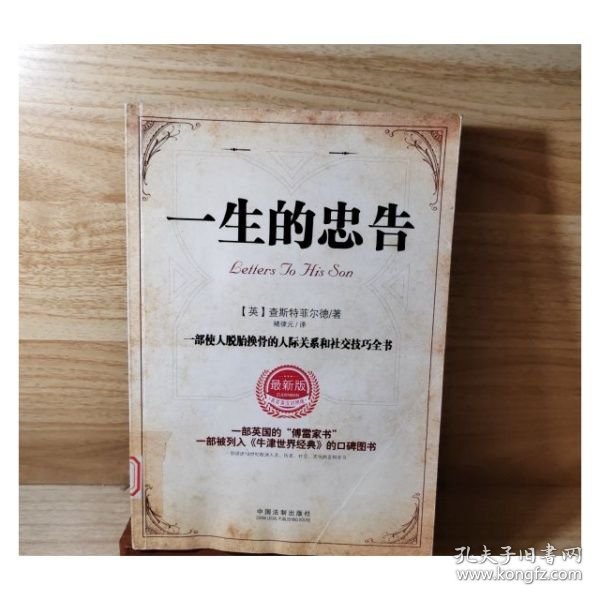 一生的忠告
Letters To His Son
【英】查斯特菲尔德/著
一部使人脱胎换骨的人际关系和社交技巧全书
最新版
一部英国的“傅雷家书”
一部被列入《牛津世界经典》的口碑图书
中国法制出版社
CHINA LEGAL PUBLISHING HOUSE
孔夫子旧书网
www.kongfz.com